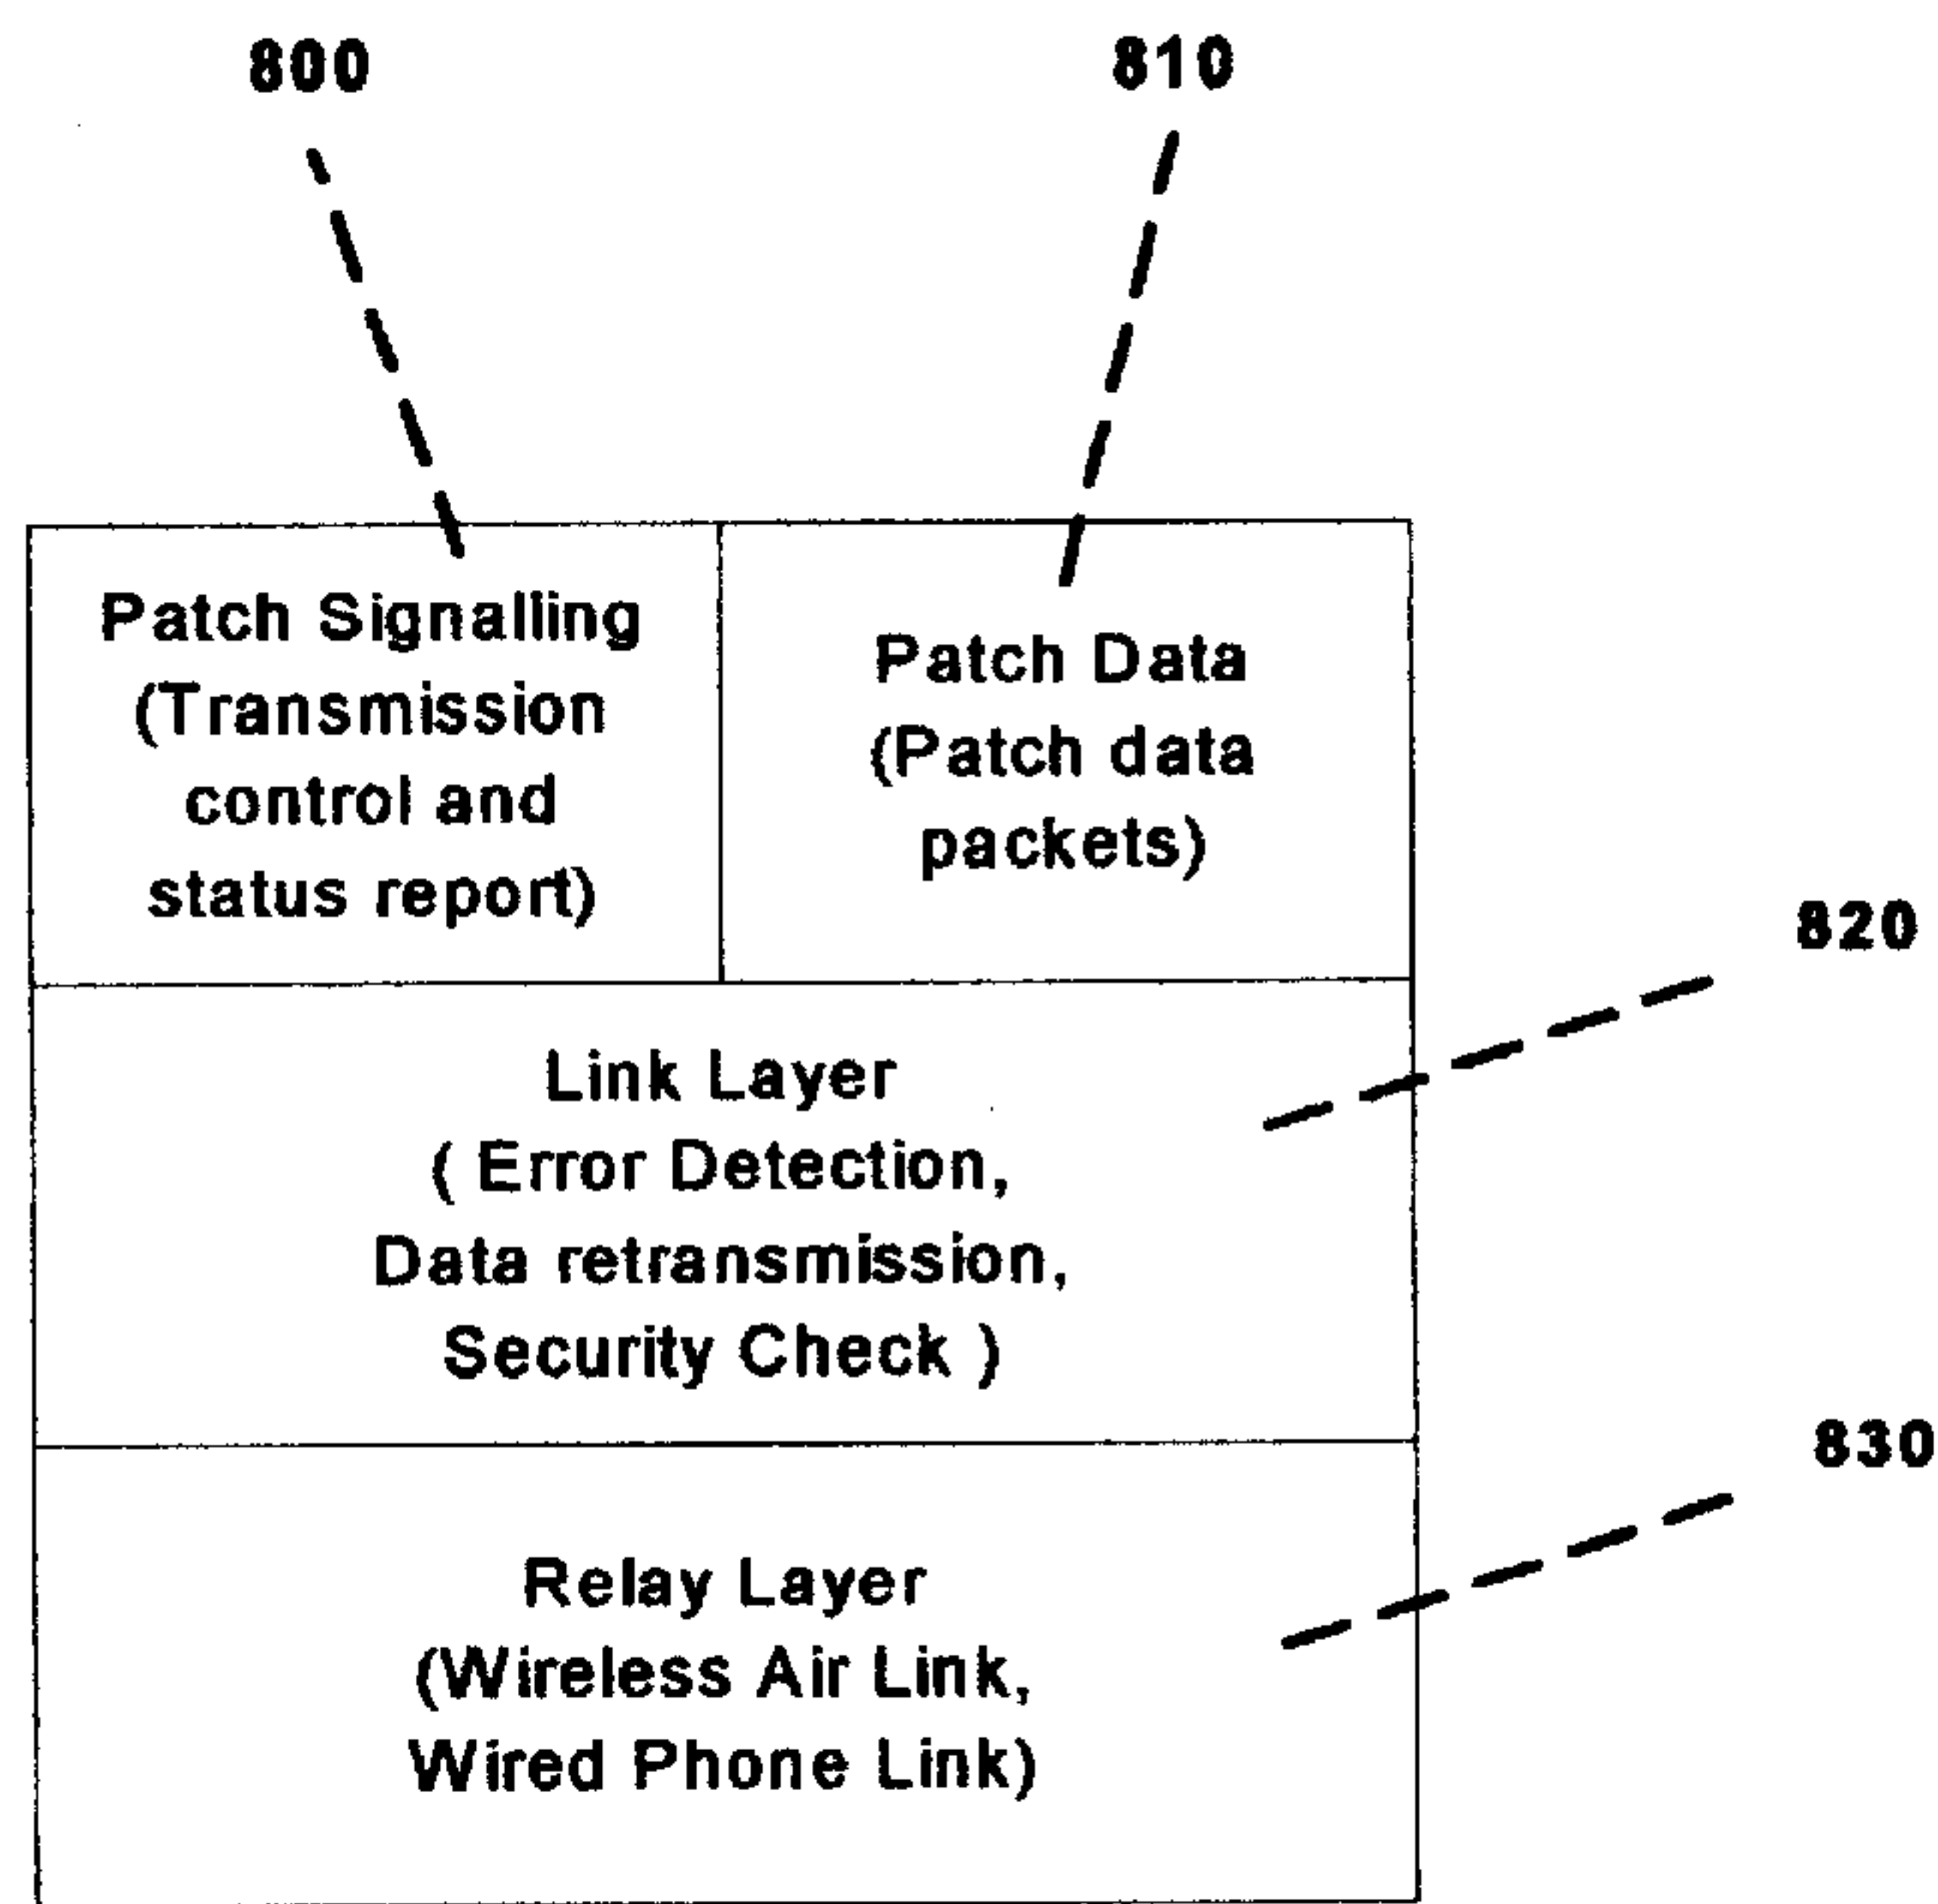 800
810
Patch Signalling
(Transmission
control and
status report)
Patch Data
(Patch data
packets)
820
Link Layer
( Error Detection,
Data retransmission,
Security Check )
830
Relay Layer
(Wireless Air Link,
Wired Phone Link)